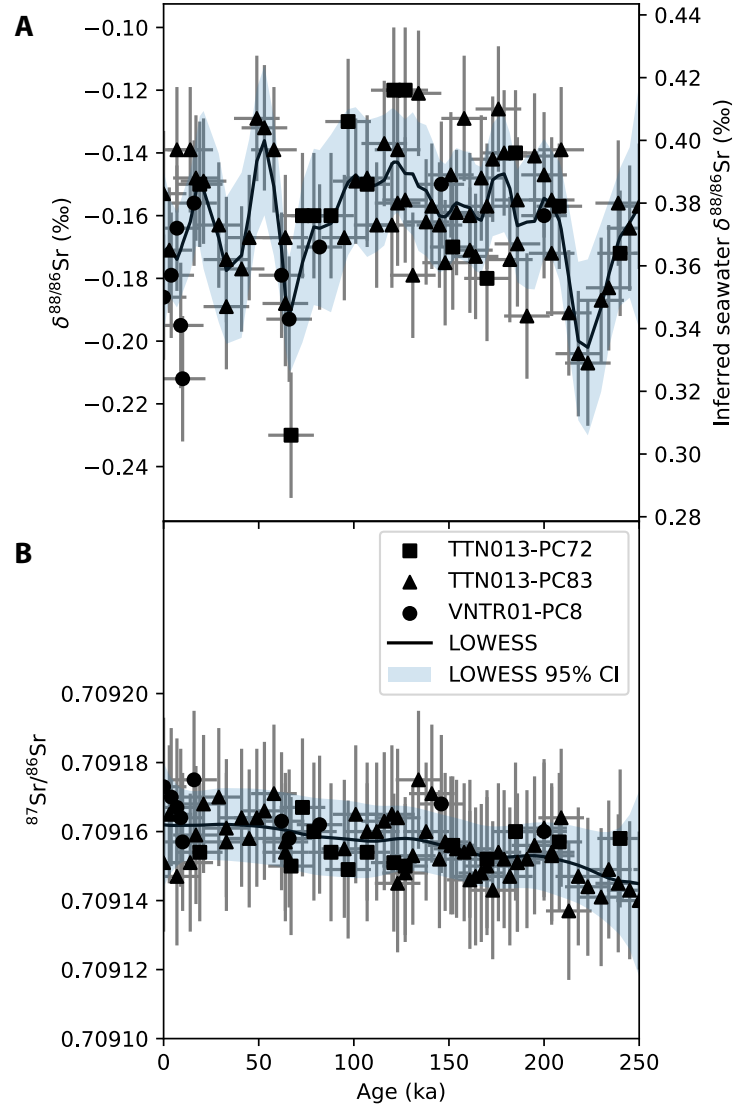 A
−0.10
−0.12
−0.14
−0.16
−0.18
−0.20
−0.22
−0.24
δ⁸⁸/⁸⁶Sr (‰)
0.44
0.42
0.40
0.38
0.36
0.34
0.32
0.30
0.28
Inferred seawater δ⁸⁸/⁸⁶Sr (‰)
B
TTN013-PC72
TTN013-PC83
VNTR01-PC8
LOWESS
LOWESS 95% CI
0.70920
0.70918
0.70916
0.70914
0.70912
0.70910
⁸⁷Sr/⁸⁶Sr
0 50 100 150 200 250
Age (ka)